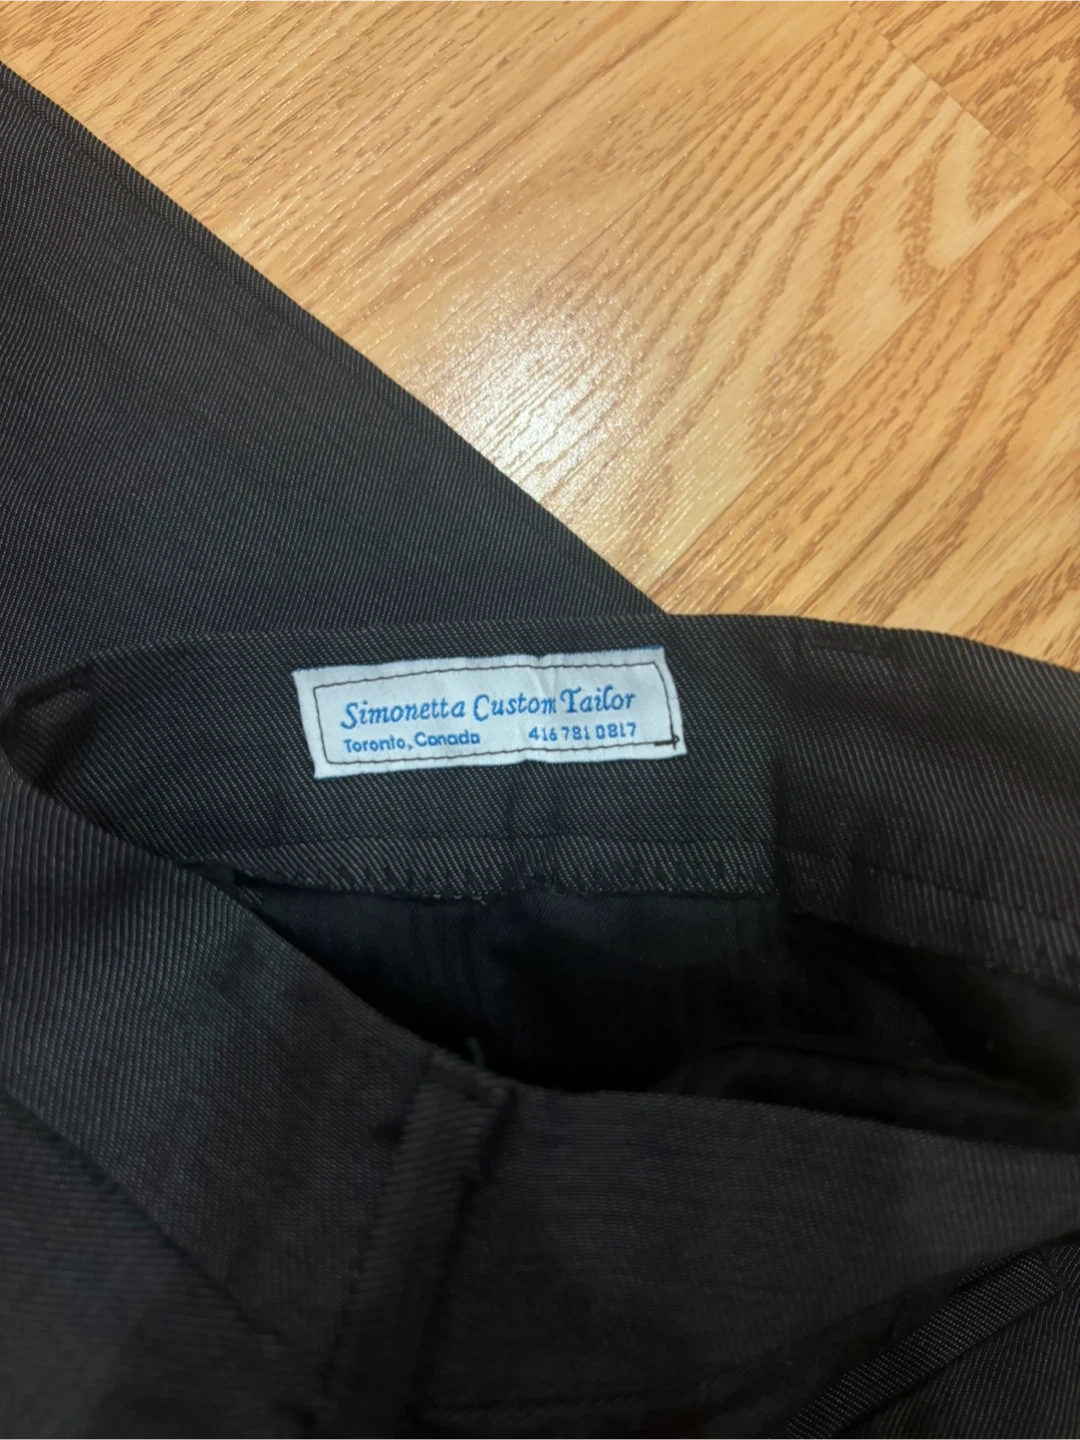 Simonetta Custom Tailor
Toronto, Canada 416 781 0817